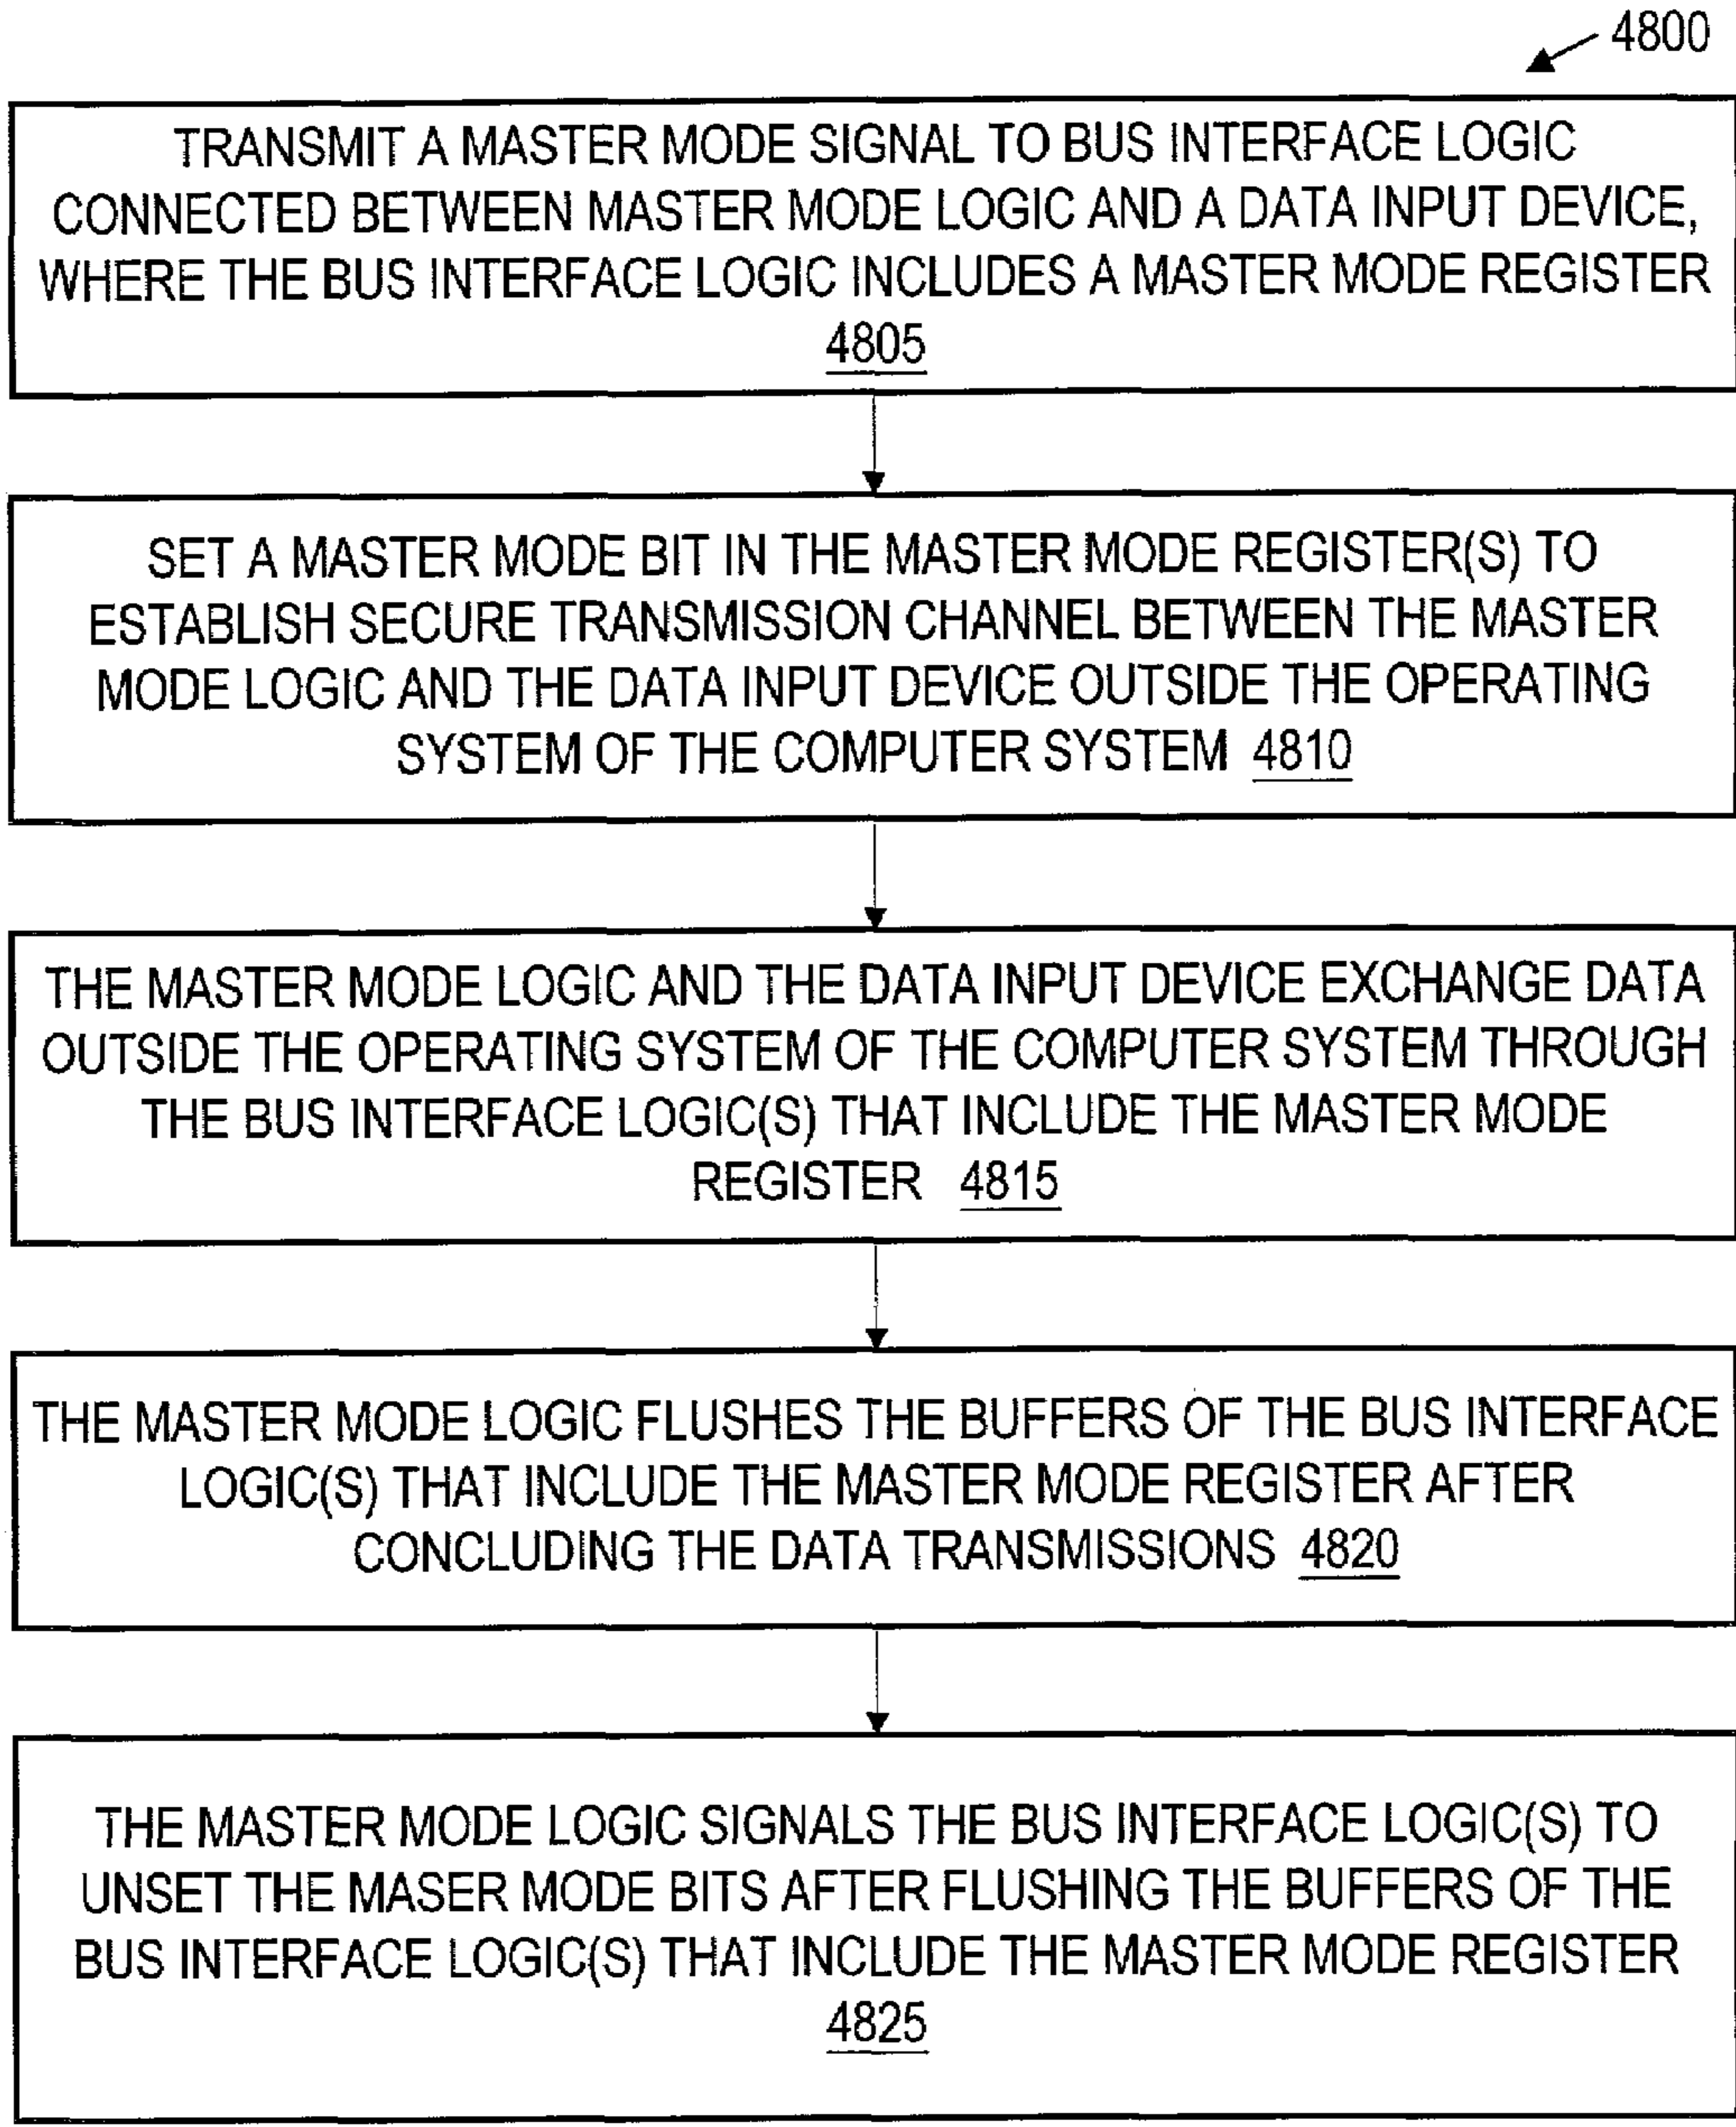 4800
TRANSMIT A MASTER MODE SIGNAL TO BUS INTERFACE LOGIC
CONNECTED BETWEEN MASTER MODE LOGIC AND A DATA INPUT DEVICE,
WHERE THE BUS INTERFACE LOGIC INCLUDES A MASTER MODE REGISTER
4805
SET A MASTER MODE BIT IN THE MASTER MODE REGISTER(S) TO
ESTABLISH SECURE TRANSMISSION CHANNEL BETWEEN THE MASTER
MODE LOGIC AND THE DATA INPUT DEVICE OUTSIDE THE OPERATING
SYSTEM OF THE COMPUTER SYSTEM 4810
THE MASTER MODE LOGIC AND THE DATA INPUT DEVICE EXCHANGE DATA
OUTSIDE THE OPERATING SYSTEM OF THE COMPUTER SYSTEM THROUGH
THE BUS INTERFACE LOGIC(S) THAT INCLUDE THE MASTER MODE
REGISTER 4815
THE MASTER MODE LOGIC FLUSHES THE BUFFERS OF THE BUS INTERFACE
LOGIC(S) THAT INCLUDE THE MASTER MODE REGISTER AFTER
CONCLUDING THE DATA TRANSMISSIONS 4820
THE MASTER MODE LOGIC SIGNALS THE BUS INTERFACE LOGIC(S) TO
UNSET THE MASER MODE BITS AFTER FLUSHING THE BUFFERS OF THE
BUS INTERFACE LOGIC(S) THAT INCLUDE THE MASTER MODE REGISTER
4825